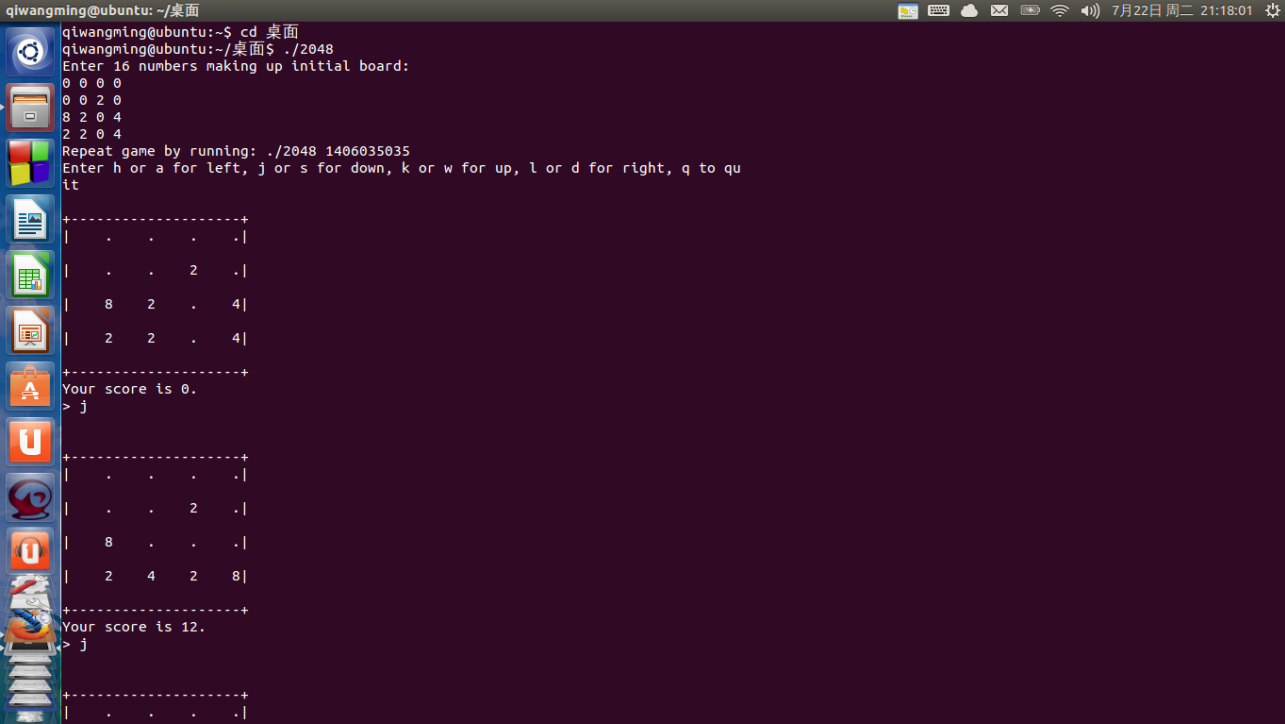 qiwangming@ubuntu: ~/桌面
7月22日 周二 21:18:01
qiwangming@ubuntu:~$ cd 桌面
qiwangming@ubuntu:~/桌面$ ./2048
Enter 16 numbers making up initial board:
0 0 0 0
0 0 2 0
8 2 0 4
2 2 0 4
Repeat game by running: ./2048 1406035035
Enter h or a for left, j or s for down, k or w for up, l or d for right, q to qu
it
+--------------------+
|    .    .    .    .|
|    .    .    2    .|
|    8    2    .    4|
|    2    2    .    4|
+--------------------+
Your score is 0.
> j
+--------------------+
|    .    .    .    .|
|    .    .    2    .|
|    8    .    .    .|
|    2    4    2    8|
+--------------------+
Your score is 12.
> j
+--------------------+
|    .    .    .    .|